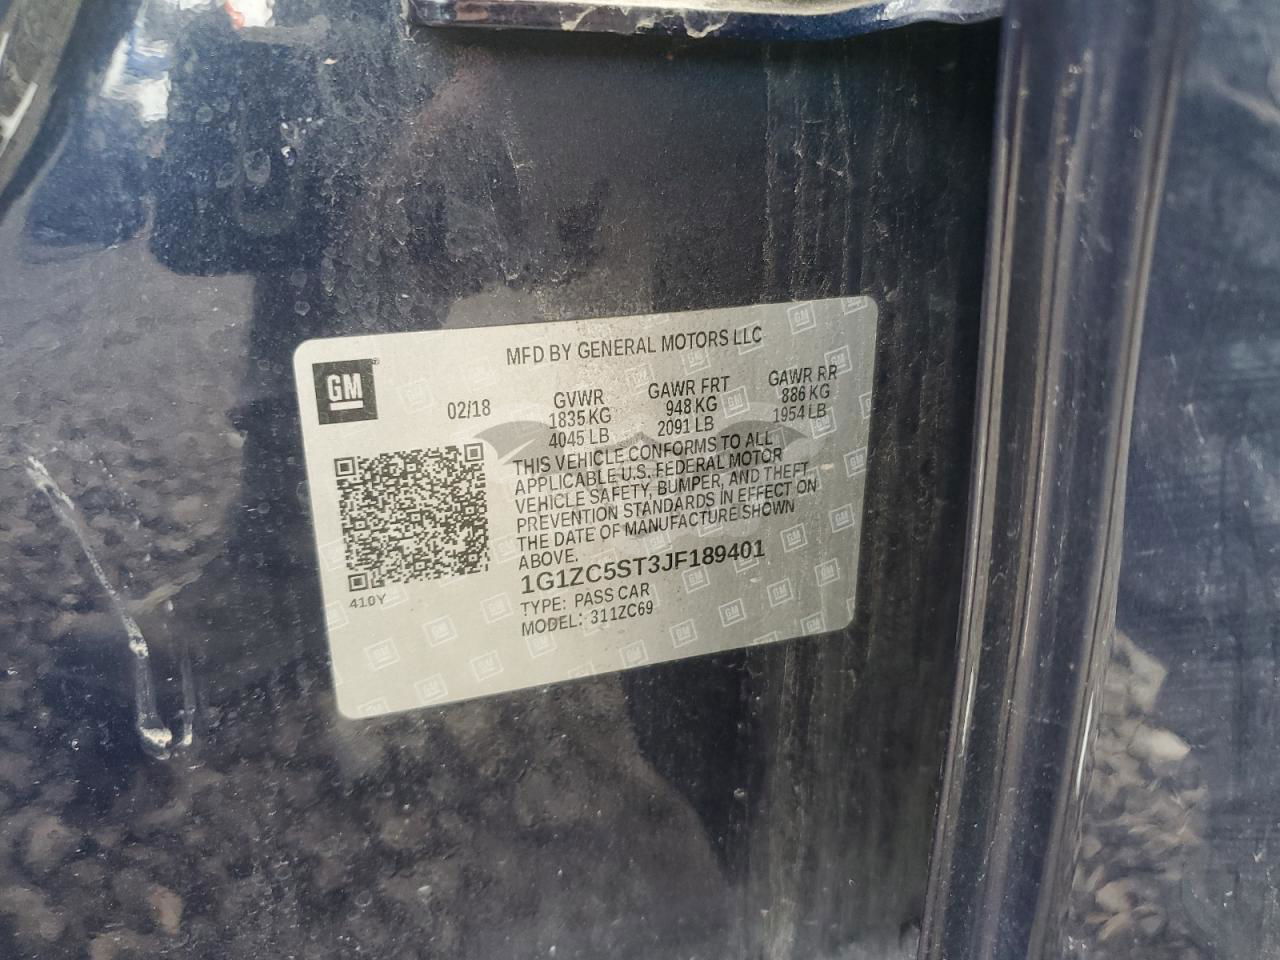 MFD BY GENERAL MOTORS LLC
GM
02/18
GVWR
1835 KG
4045 LB
GAWR FRT
948 KG
2091 LB
GAWR RR
886 KG
1954 LB
THIS VEHICLE CONFORMS TO ALL
APPLICABLE U.S. FEDERAL MOTOR
VEHICLE SAFETY, BUMPER, AND THEFT
PREVENTION STANDARDS IN EFFECT ON
THE DATE OF MANUFACTURE SHOWN
ABOVE.
1G1ZC5ST3JF189401
TYPE: PASS CAR
MODEL: 311ZC69
410Y